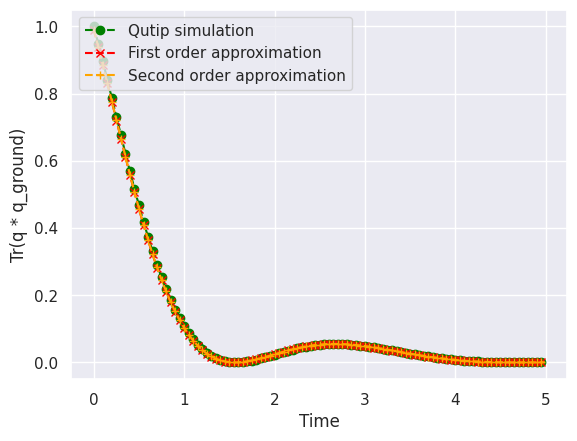 Qutip simulation
First order approximation
Second order approximation
Tr(q * q_ground)
1.0
0.8
0.6
0.4
0.2
0.0
0 1 2 3 4 5
Time